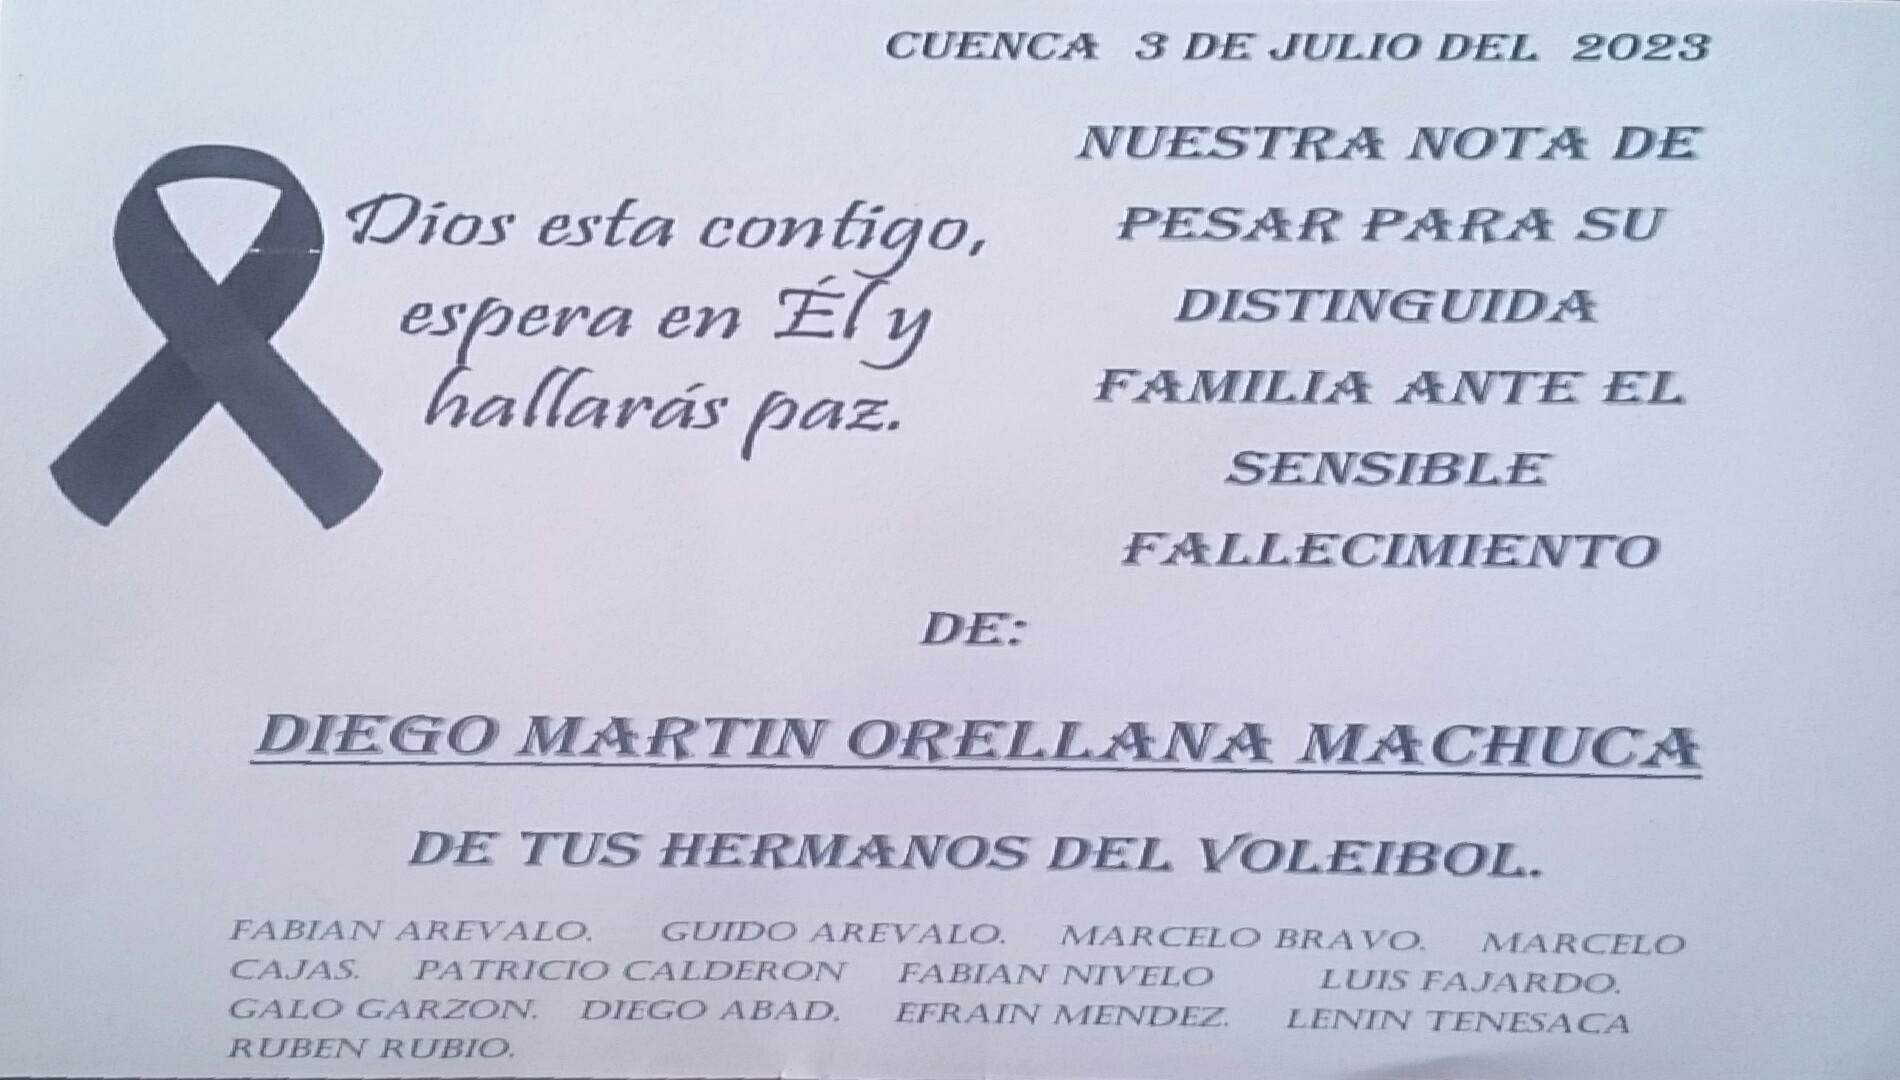 CUENCA 3 DE JULIO DEL 2023
Dios esta contigo,
espera en Él y
hallarás paz.
NUESTRA NOTA DE
PESAR PARA SU
DISTINGUIDA
FAMILIA ANTE EL
SENSIBLE
FALLECIMIENTO
DE:
DIEGO MARTIN ORELLANA MACHUCA
DE TUS HERMANOS DEL VOLEIBOL.
FABIAN AREVALO. GUIDO AREVALO. MARCELO BRAVO. MARCELO
CAJAS. PATRICIO CALDERON FABIAN NIVELO LUIS FAJARDO.
GALO GARZON. DIEGO ABAD. EFRAIN MENDEZ. LENIN TENESACA
RUBEN RUBIO.